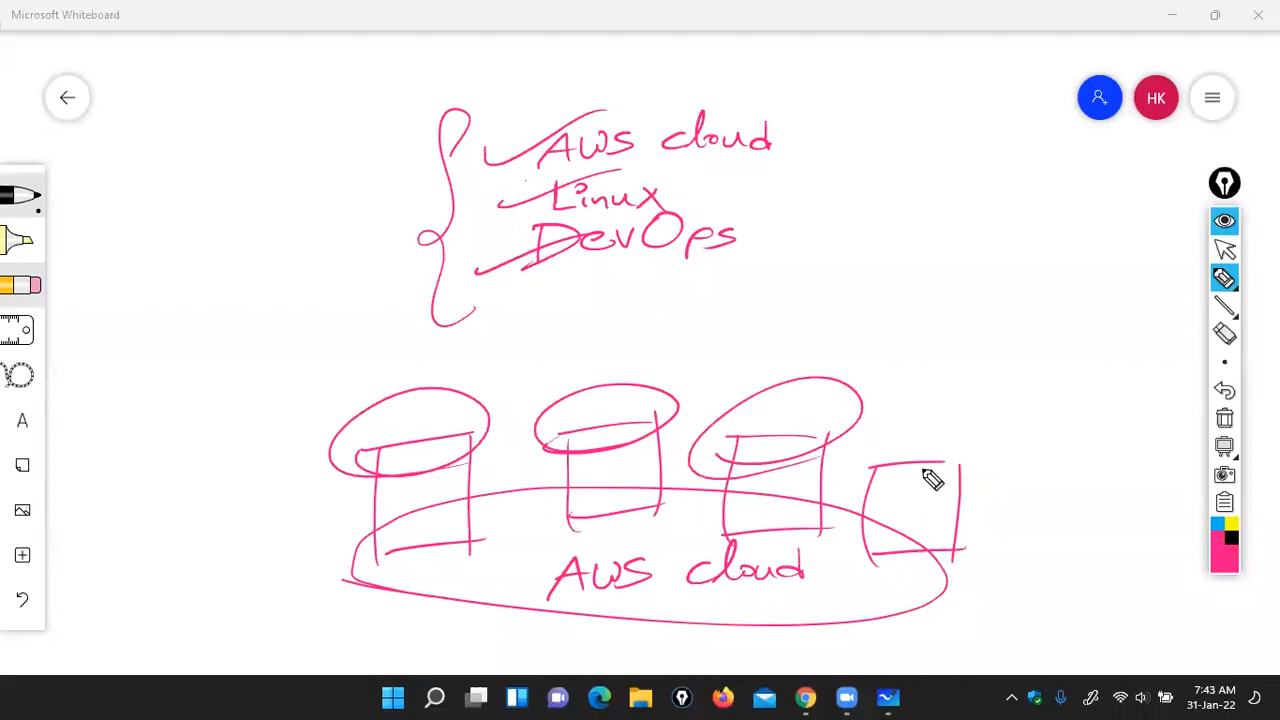 Microsoft Whiteboard
HK
AWS cloud
Linux
DevOps
A
AWS cloud
7:43 AM
31-Jan-22